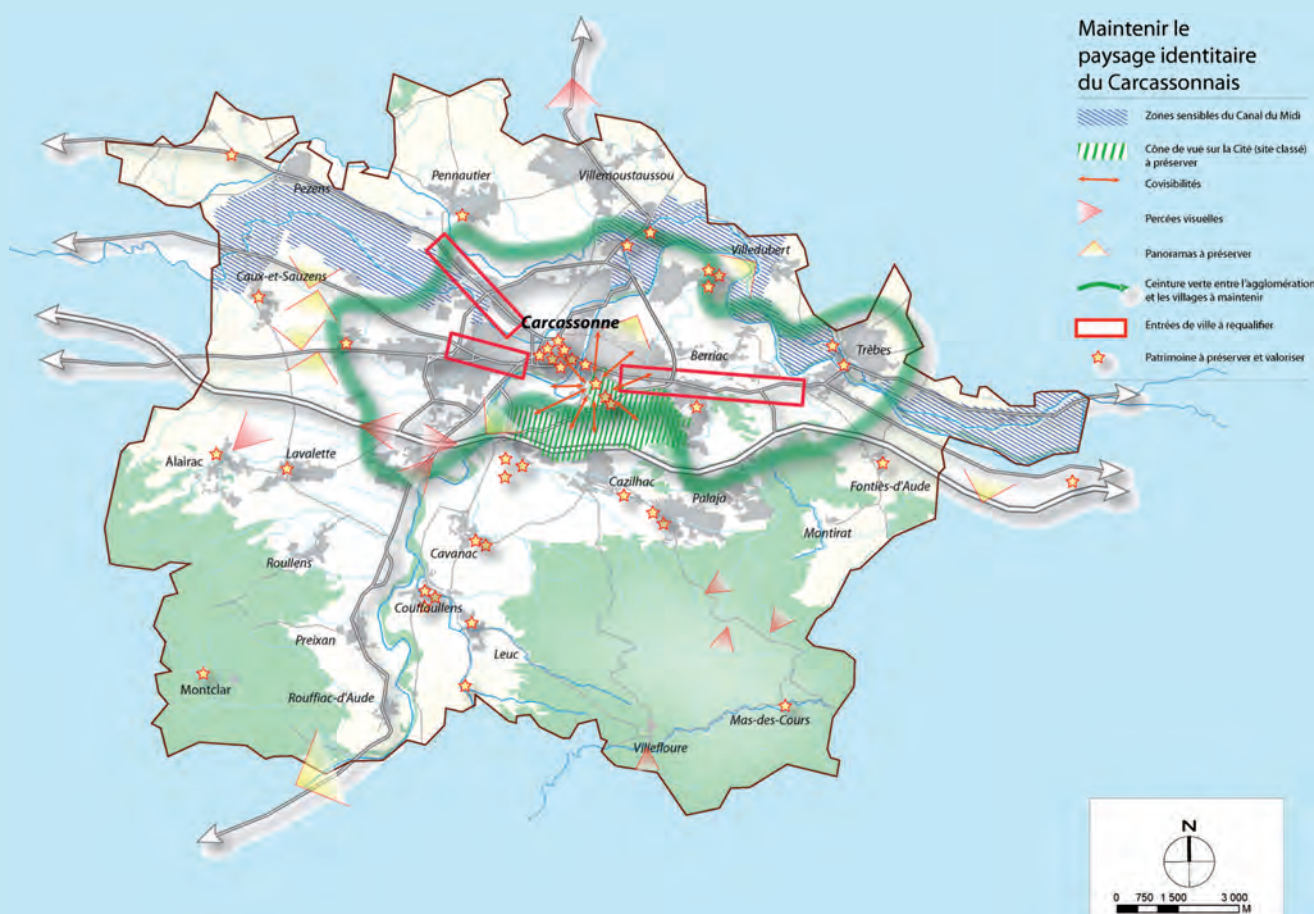 Maintenir le
paysage identitaire
du Carcassonnais
Zones sensibles du Canal du Midi
Cône de vue sur la Cité (site classé)
à préserver
Covisibilités
Percées visuelles
Panoramas à préserver
Ceinture verte entre l'agglomération
et les villages à maintenir
Entrées de ville à requalifier
Patrimoine à préserver et valoriser
Pezens
Pennautier
Villemoustaussou
Villedubert
Caux-et-Sauzens
Carcassonne
Berriac
Trèbes
Alairac
Lavalette
Cazilhac
Palaja
Fontiès-d'Aude
Montirat
Roullens
Cavanac
Couffoullens
Preixan
Leuc
Montclar
Rouffiac-d'Aude
Mas-des-Cours
Villefloure
N
0 750 1 500 3 000
M